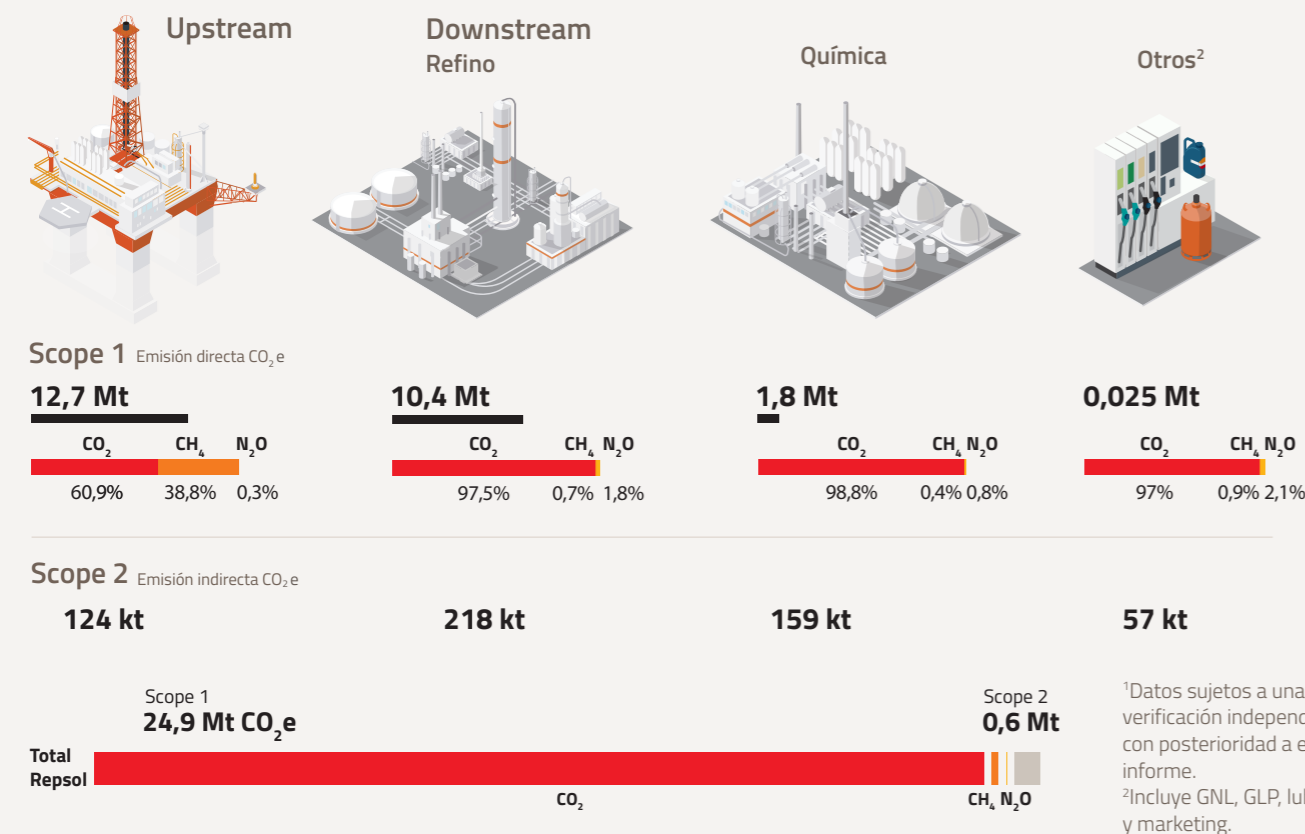 Upstream
Downstream
Refino
Química
Otros²
Scope 1 Emisión directa CO₂e
12,7 Mt
10,4 Mt
1,8 Mt
0,025 Mt
CO₂ CH₄ N₂O
60,9% 38,8% 0,3%
CO₂ CH₄ N₂O
97,5% 0,7% 1,8%
CO₂ CH₄ N₂O
98,8% 0,4% 0,8%
CO₂ CH₄ N₂O
97% 0,9% 2,1%
Scope 2 Emisión indirecta CO₂e
124 kt
218 kt
159 kt
57 kt
Scope 1
24,9 Mt CO₂e
Scope 2
0,6 Mt
Total
Repsol
CO₂
CH₄ N₂O
¹Datos sujetos a una
verificación
con posterioridad a
informe.
²Incluye GNL, GLP,
y marketing.